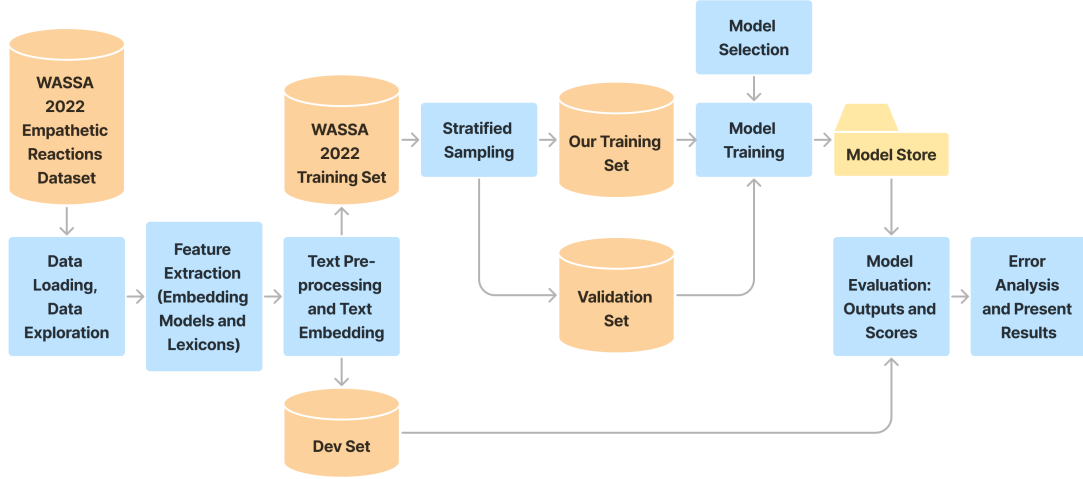 WASSA
2022
Empathetic
Reactions
Dataset
Data
Loading,
Data
Exploration
Feature
Extraction
(Embedding
Models and
Lexicons)
Text Pre-
processing
and Text
Embedding
WASSA
2022
Training Set
Dev Set
Stratified
Sampling
Our Training
Set
Validation
Set
Model
Selection
Model
Training
Model Store
Model
Evaluation:
Outputs and
Scores
Error
Analysis
and Present
Results